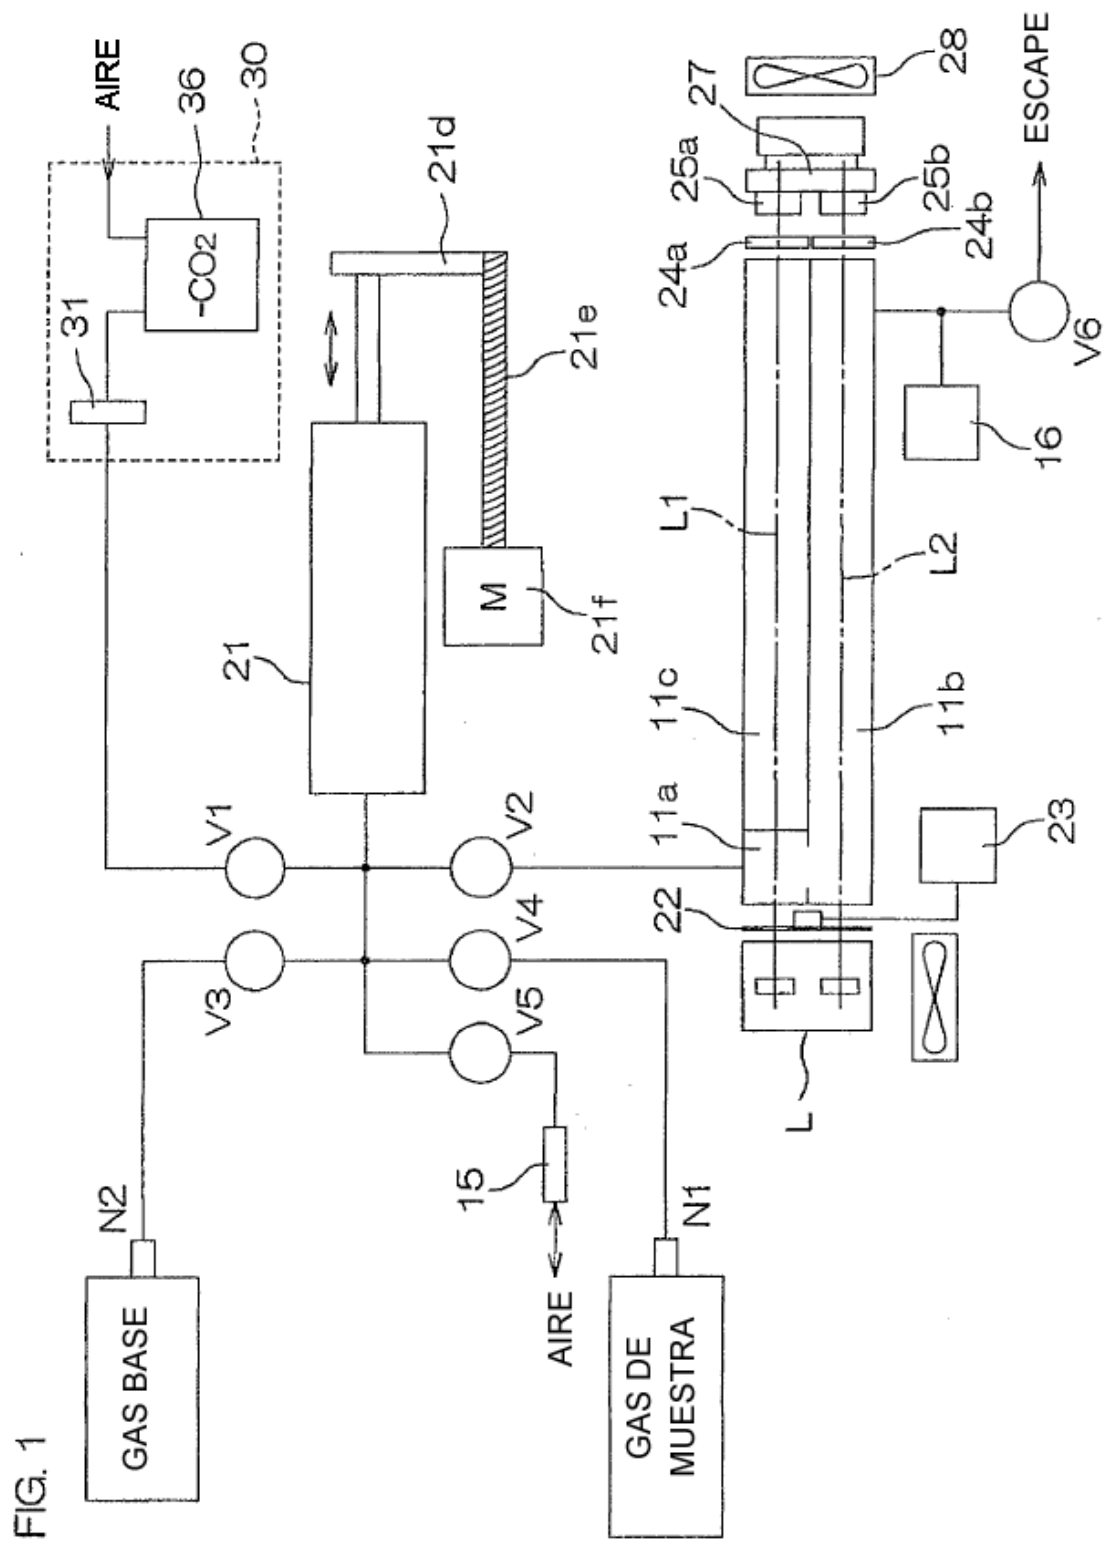 FIG. 1
GAS BASE
N2
V3
V1
31
-CO2
36
AIRE
30
21
21d
21e
M
21f
V2
V4
V5
15
AIRE
GAS DE
MUESTRA
N1
L
22
23
11a
11c
11b
L1
L2
24a
24b
25a
25b
27
28
16
V6
ESCAPE